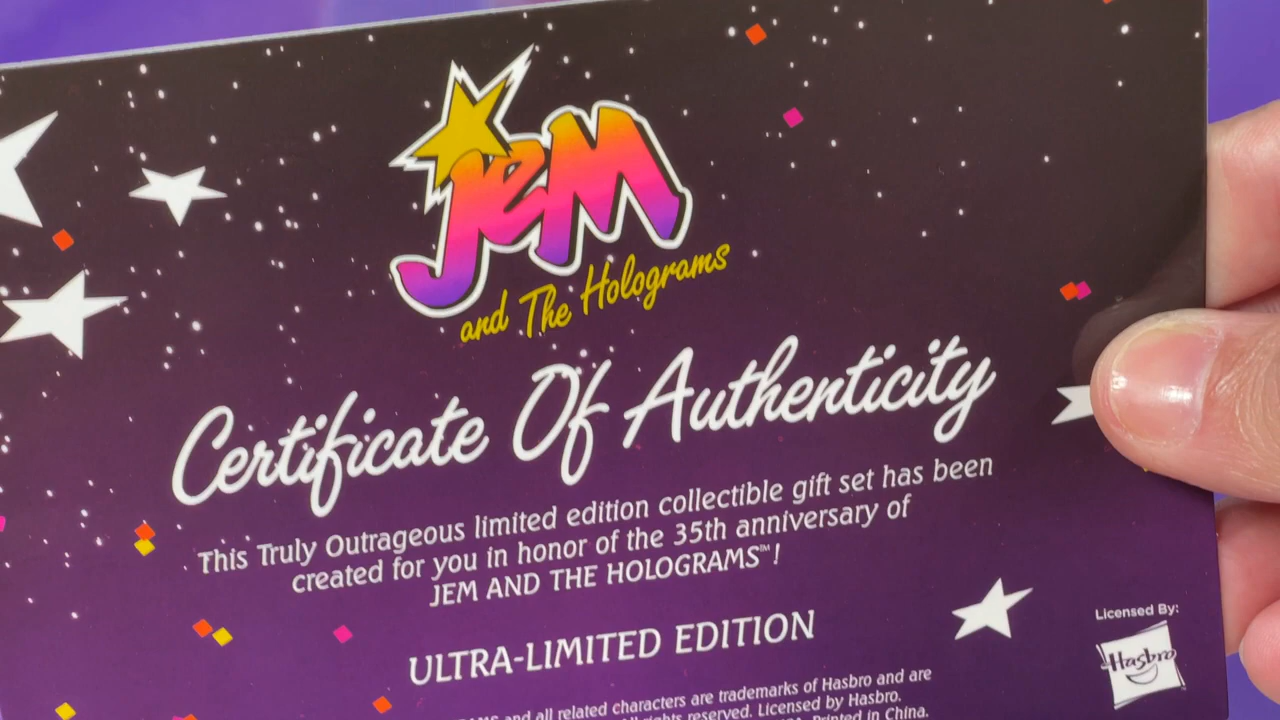 JEM
and The Holograms
Certificate Of Authenticity
This Truly Outrageous limited edition collectible gift set has been
created for you in honor of the 35th anniversary of
JEM AND THE HOLOGRAMS™!
ULTRA-LIMITED EDITION
Licensed By:
Hasbro
and all related characters are trademarks of Hasbro and are
rights reserved. Licensed by Hasbro.
Printed in China.